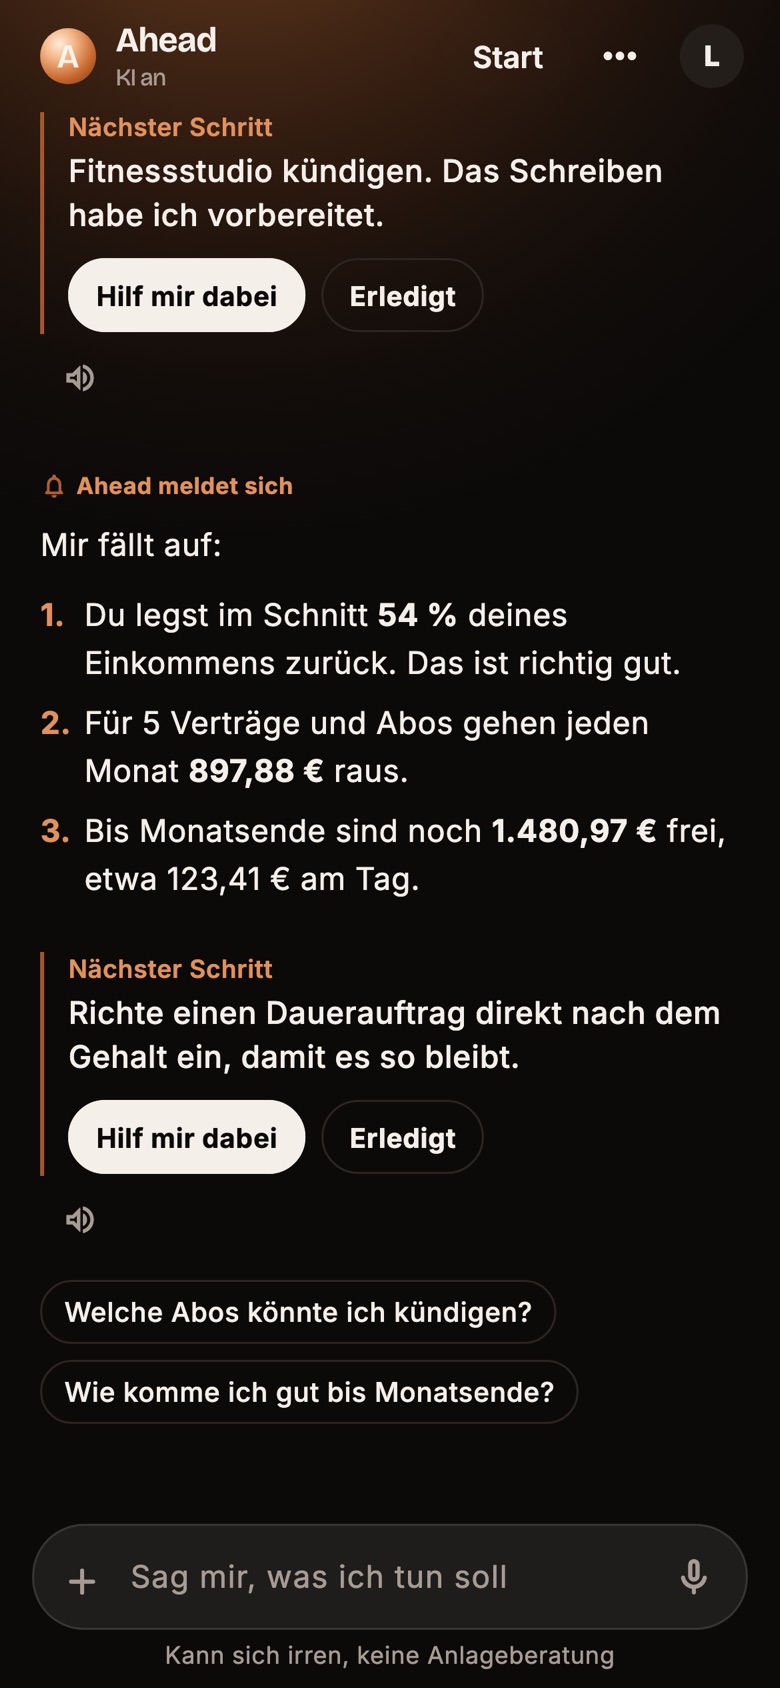 A
Ahead
KI an
Start
•••
L
Nächster Schritt
Fitnessstudio kündigen. Das Schreiben
habe ich vorbereitet.
Hilf mir dabei
Erledigt
Ahead meldet sich
Mir fällt auf:
1. Du legst im Schnitt 54 % deines
Einkommens zurück. Das ist richtig gut.
2. Für 5 Verträge und Abos gehen jeden
Monat 897,88 € raus.
3. Bis Monatsende sind noch 1.480,97 € frei,
etwa 123,41 € am Tag.
Nächster Schritt
Richte einen Dauerauftrag direkt nach dem
Gehalt ein, damit es so bleibt.
Hilf mir dabei
Erledigt
Welche Abos könnte ich kündigen?
Wie komme ich gut bis Monatsende?
Sag mir, was ich tun soll
Kann sich irren, keine Anlageberatung